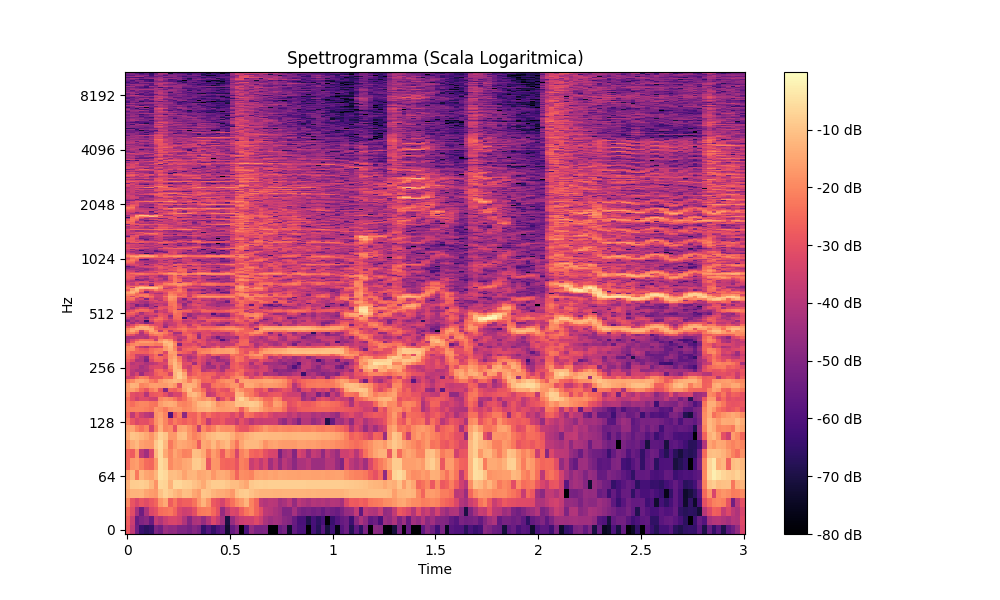 Spettrogramma (Scala Logaritmica)
Hz
8192
4096
2048
1024
512
256
128
64
0
0
0.5
1
1.5
2
2.5
3
Time
-10 dB
-20 dB
-30 dB
-40 dB
-50 dB
-60 dB
-70 dB
-80 dB